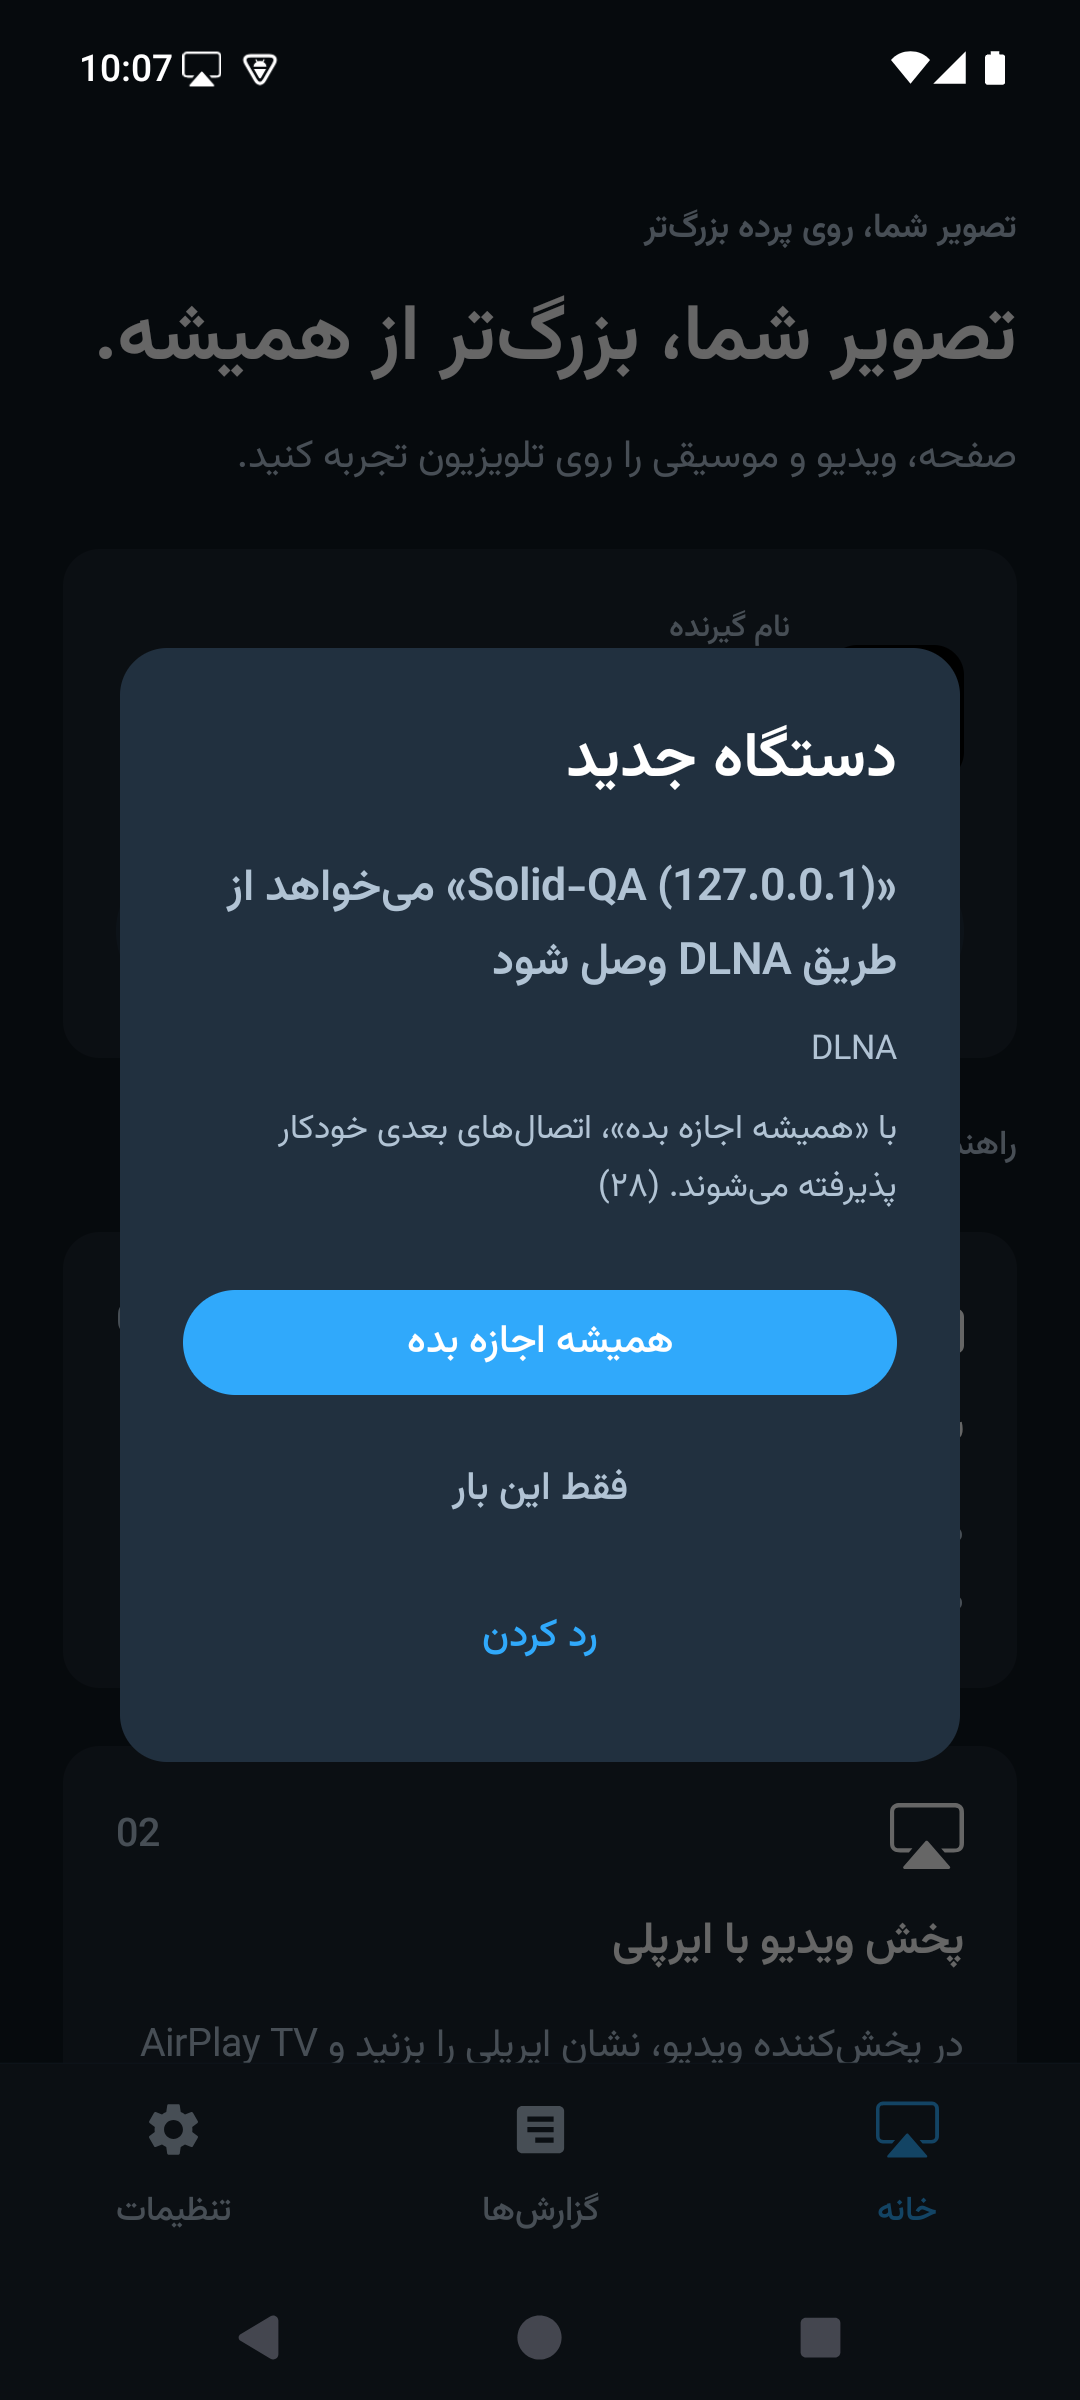 10:07
تصویر شما، روی پرده بزرگ‌تر
تصویر شما، بزرگ‌تر از همیشه.
صفحه، ویدیو و موسیقی را روی تلویزیون تجربه کنید.
نام گیرنده
دستگاه جدید
«Solid-QA (127.0.0.1)» می‌خواهد از
طریق DLNA وصل شود
DLNA
با «همیشه اجازه بده»، اتصال‌های بعدی خودکار
پذیرفته می‌شوند. (۲۸)
همیشه اجازه بده
فقط این بار
رد کردن
02
پخش ویدیو با ایرپلی
در پخش‌کننده ویدیو، نشان ایرپلی را بزنید و AirPlay TV
خانه
گزارش‌ها
تنظیمات